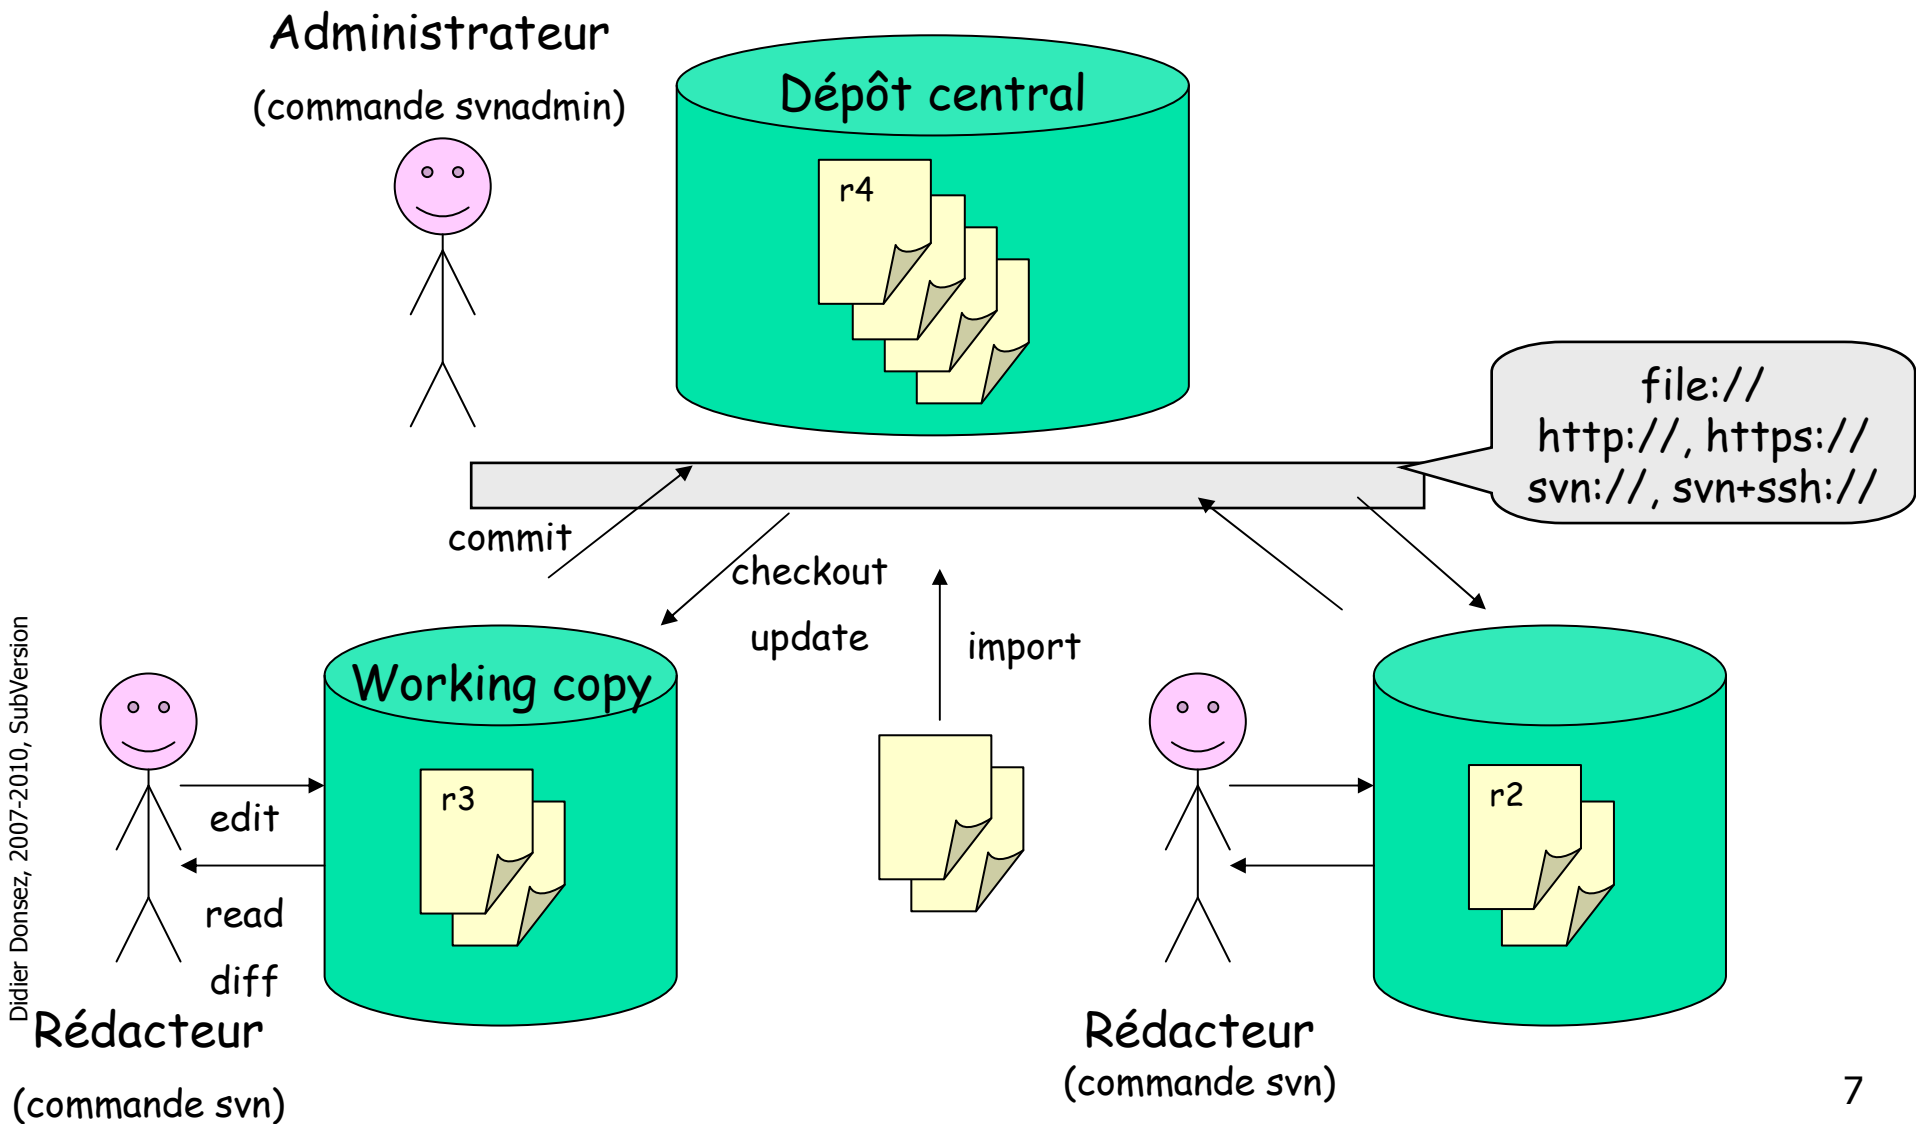 Administrateur
(commande svnadmin)
Dépôt central
r4
file://
http://, https://
svn://, svn+ssh://
commit
checkout
update
import
Working copy
r3
edit
read
diff
Rédacteur
(commande svn)
r2
Rédacteur
(commande svn)
Didier Donsez, 2007-2010, SubVersion
7